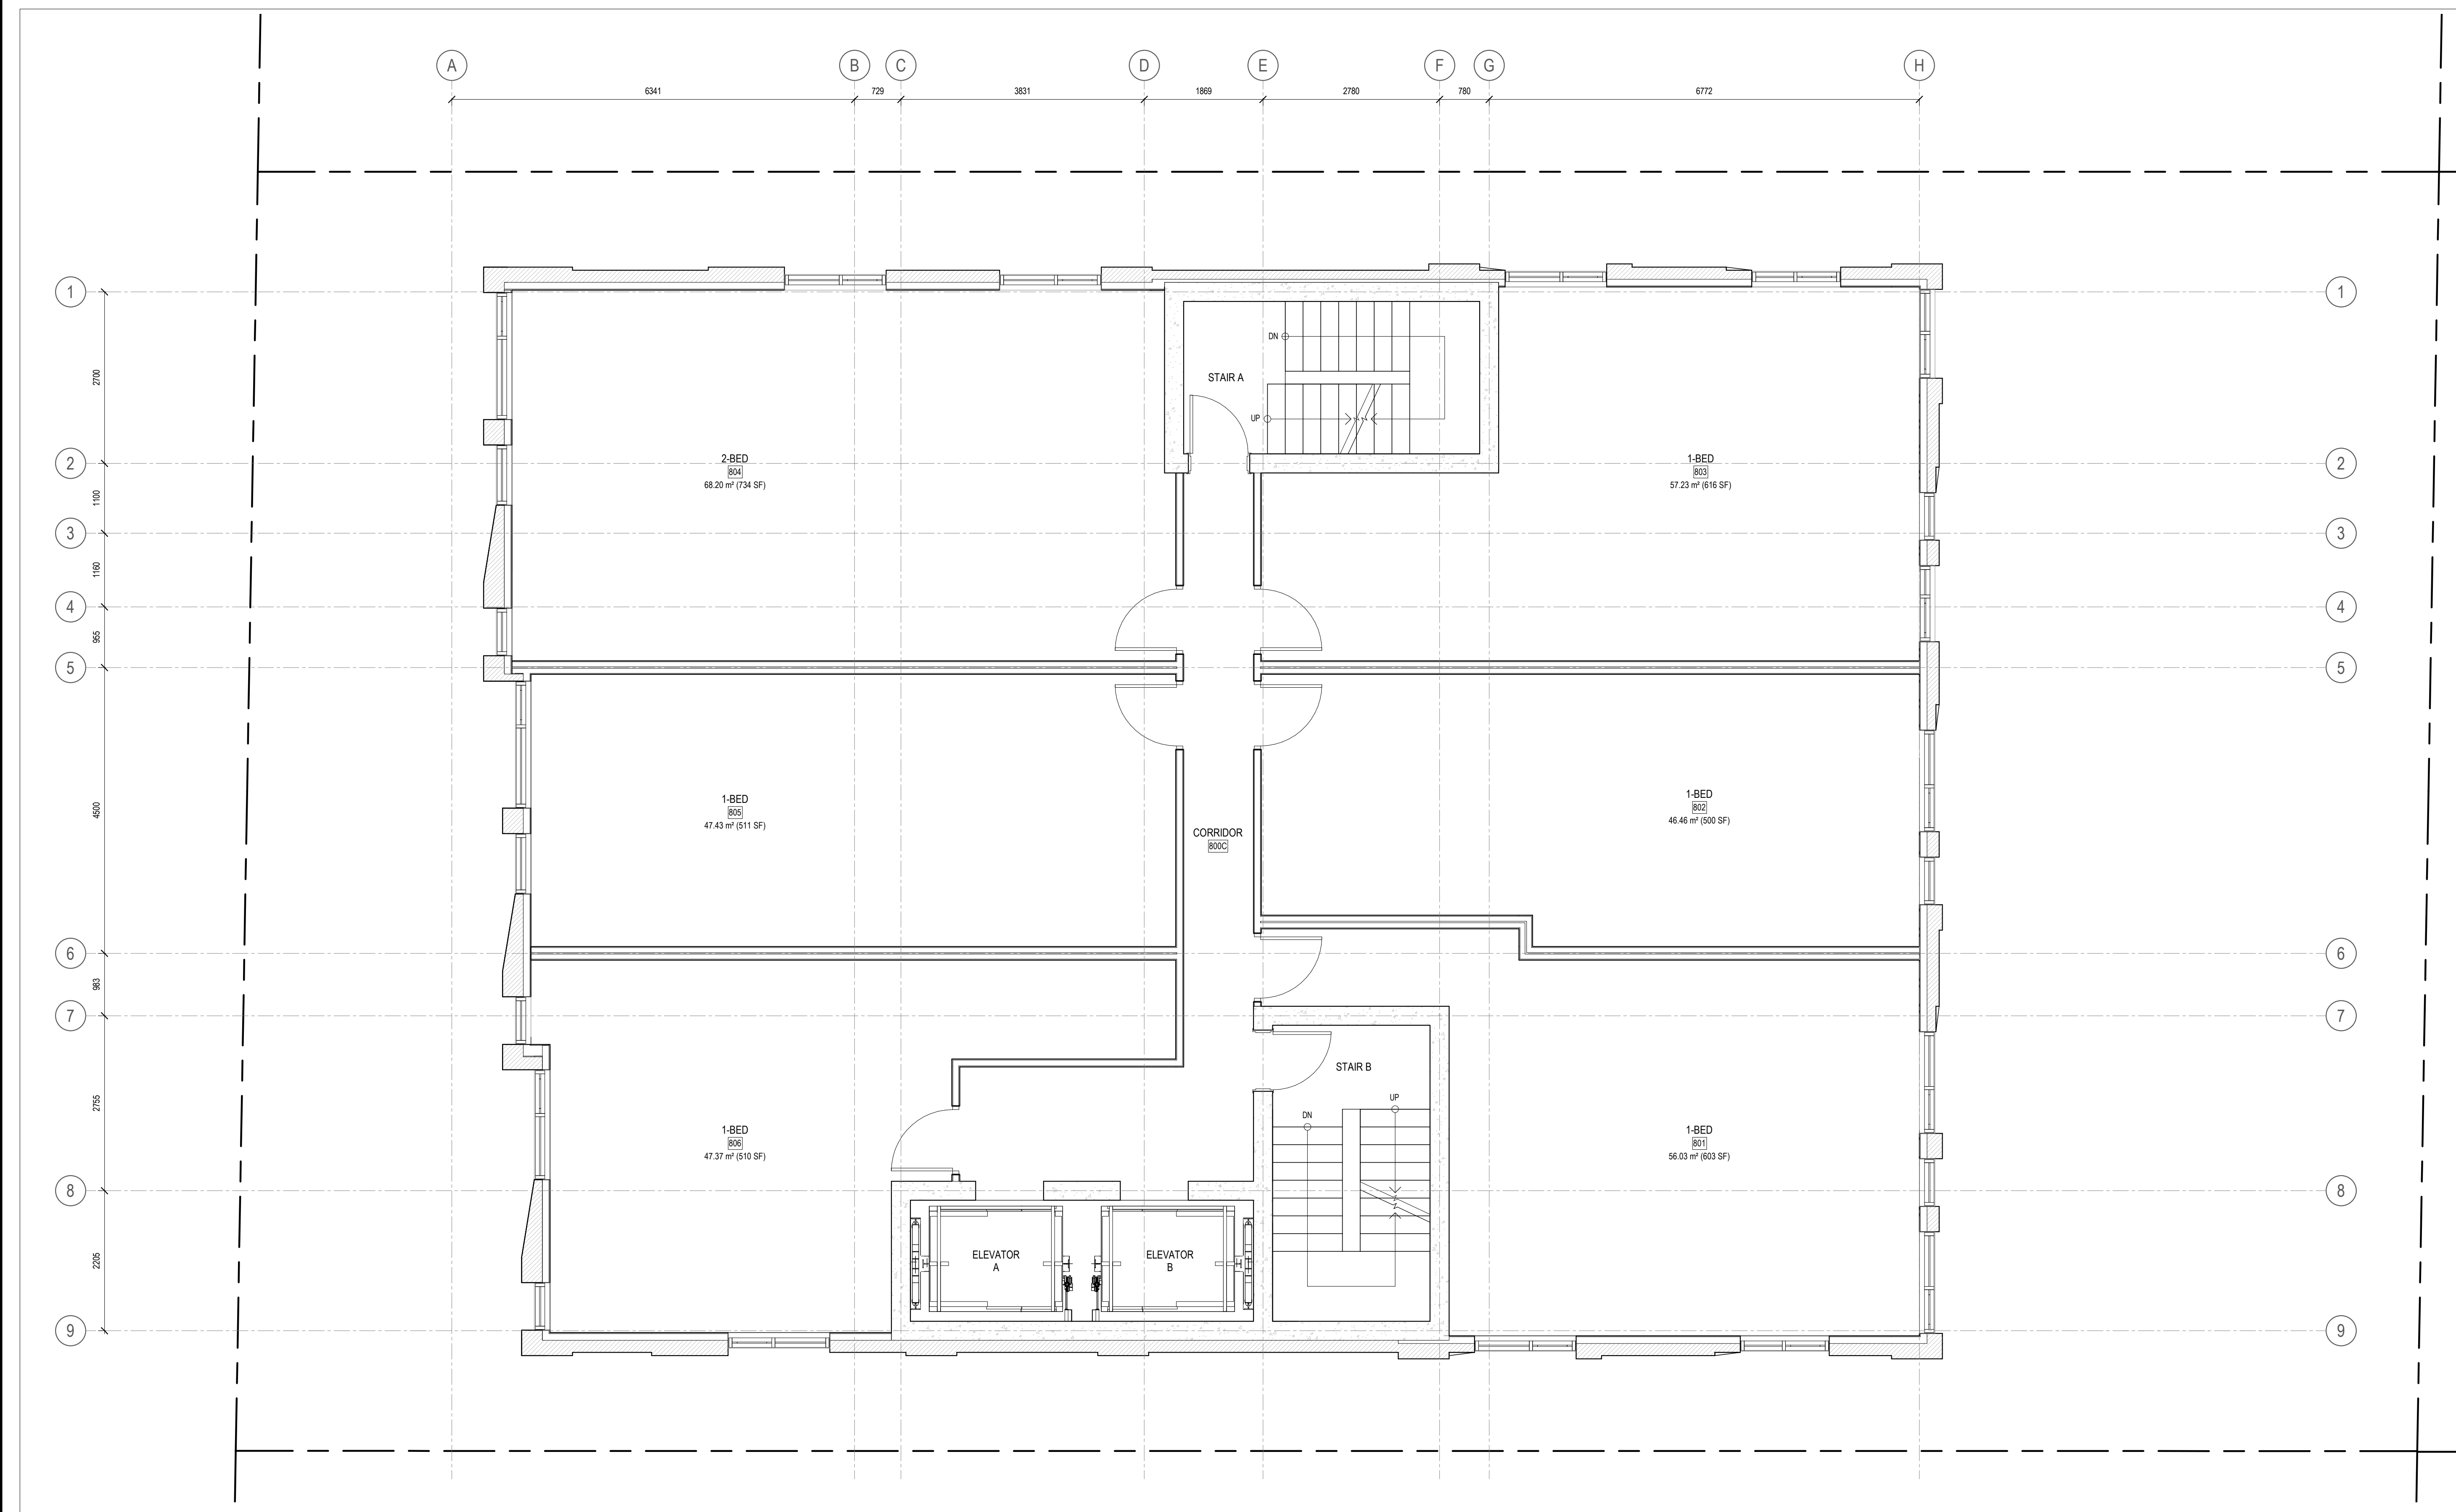 A B C D E F G H
6341 729 3831 1869 2780 780 6772
1 1
2700
DN
STAIR A
UP
2 2
2-BED
804
68.20 m² (734 SF)
1-BED
803
57.23 m² (616 SF)
1100
3 3
1160
4 4
955
5 5
4500
1-BED
805
47.43 m² (511 SF)
1-BED
802
46.46 m² (500 SF)
CORRIDOR
800C
6 6
983
7 7
STAIR B
2755
DN
UP
1-BED
806
47.37 m² (510 SF)
1-BED
801
56.03 m² (603 SF)
8 8
2205
ELEVATOR
A
ELEVATOR
B
9 9